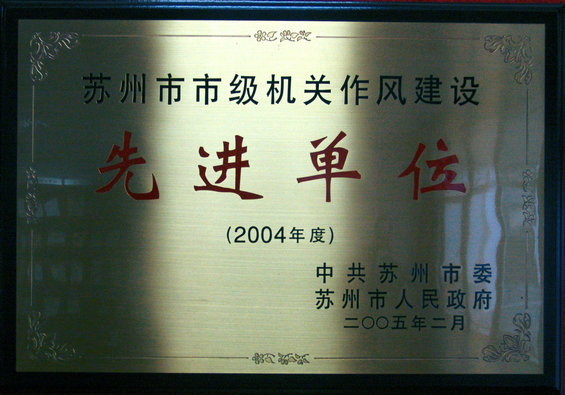 苏州市市级机关作风建设
先进单位
(2004年度)
中共苏州市委
苏州市人民政府
二〇〇五年二月